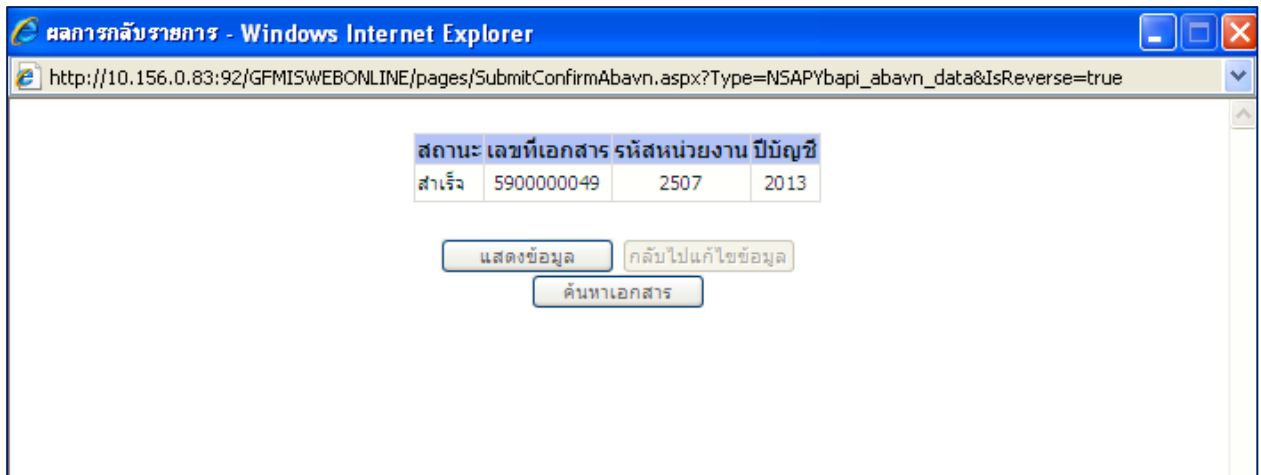 ผลการกลับรายการ - Windows Internet Explorer
http://10.156.0.83:92/GFMISWEBONLINE/pages/SubmitConfirmAbavn.aspx?Type=NSAPYbapi_abavn_data&IsReverse=true
สถานะ เลขที่เอกสาร รหัสหน่วยงาน ปีบัญชี
สำเร็จ 5900000049 2507 2013
แสดงข้อมูล กลับไปแก้ไขข้อมูล
ค้นหาเอกสาร